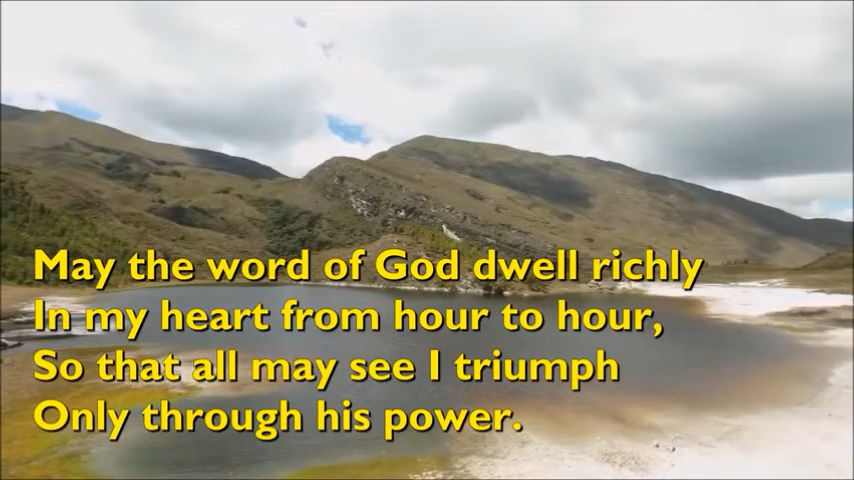 May the word of God dwell richly
In my heart from hour to hour,
So that all may see I triumph
Only through his power.